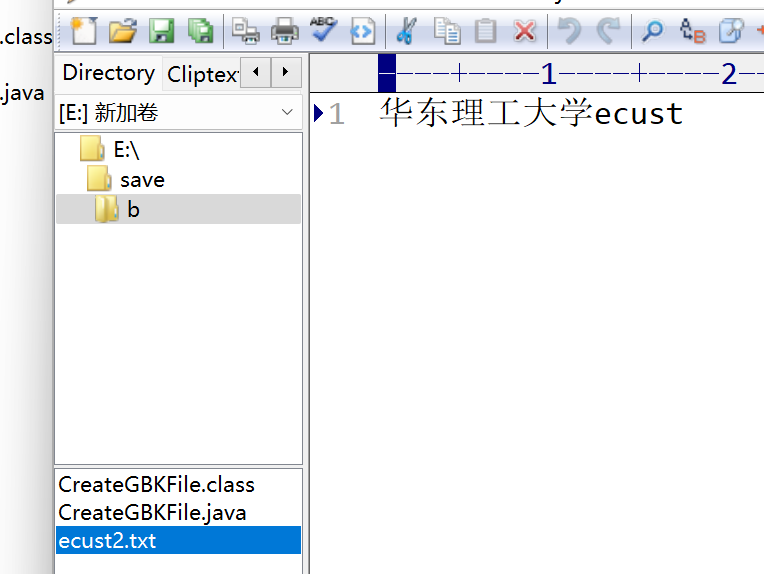 .class
.java
ABC
Directory
Cliptext
[E:] 新加卷
E:\
save
b
CreateGBKFile.class
CreateGBKFile.java
ecust2.txt
1 2
1 华东理工大学ecust